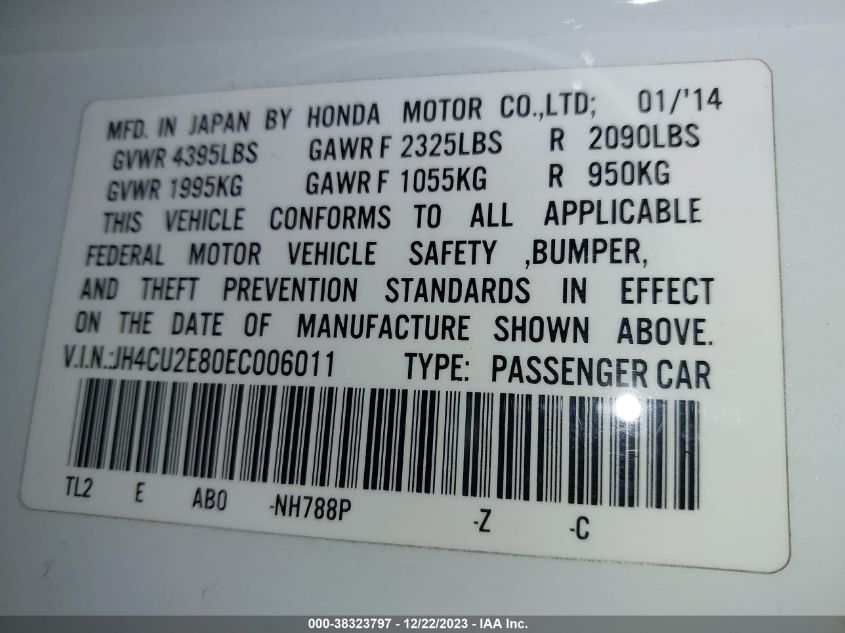 MFD. IN JAPAN BY HONDA MOTOR CO.,LTD; 01/'14
GVWR 4395LBS GAWR F 2325LBS R 2090LBS
GVWR 1995KG GAWR F 1055KG R 950KG
THIS VEHICLE CONFORMS TO ALL APPLICABLE
FEDERAL MOTOR VEHICLE SAFETY ,BUMPER,
AND THEFT PREVENTION STANDARDS IN EFFECT
ON THE DATE OF MANUFACTURE SHOWN ABOVE.
V.I.N.:JH4CU2E80EC006011 TYPE: PASSENGER CAR
TL2 E AB0 -NH788P -Z -C
000-38323797 - 12/22/2023 - IAA Inc.